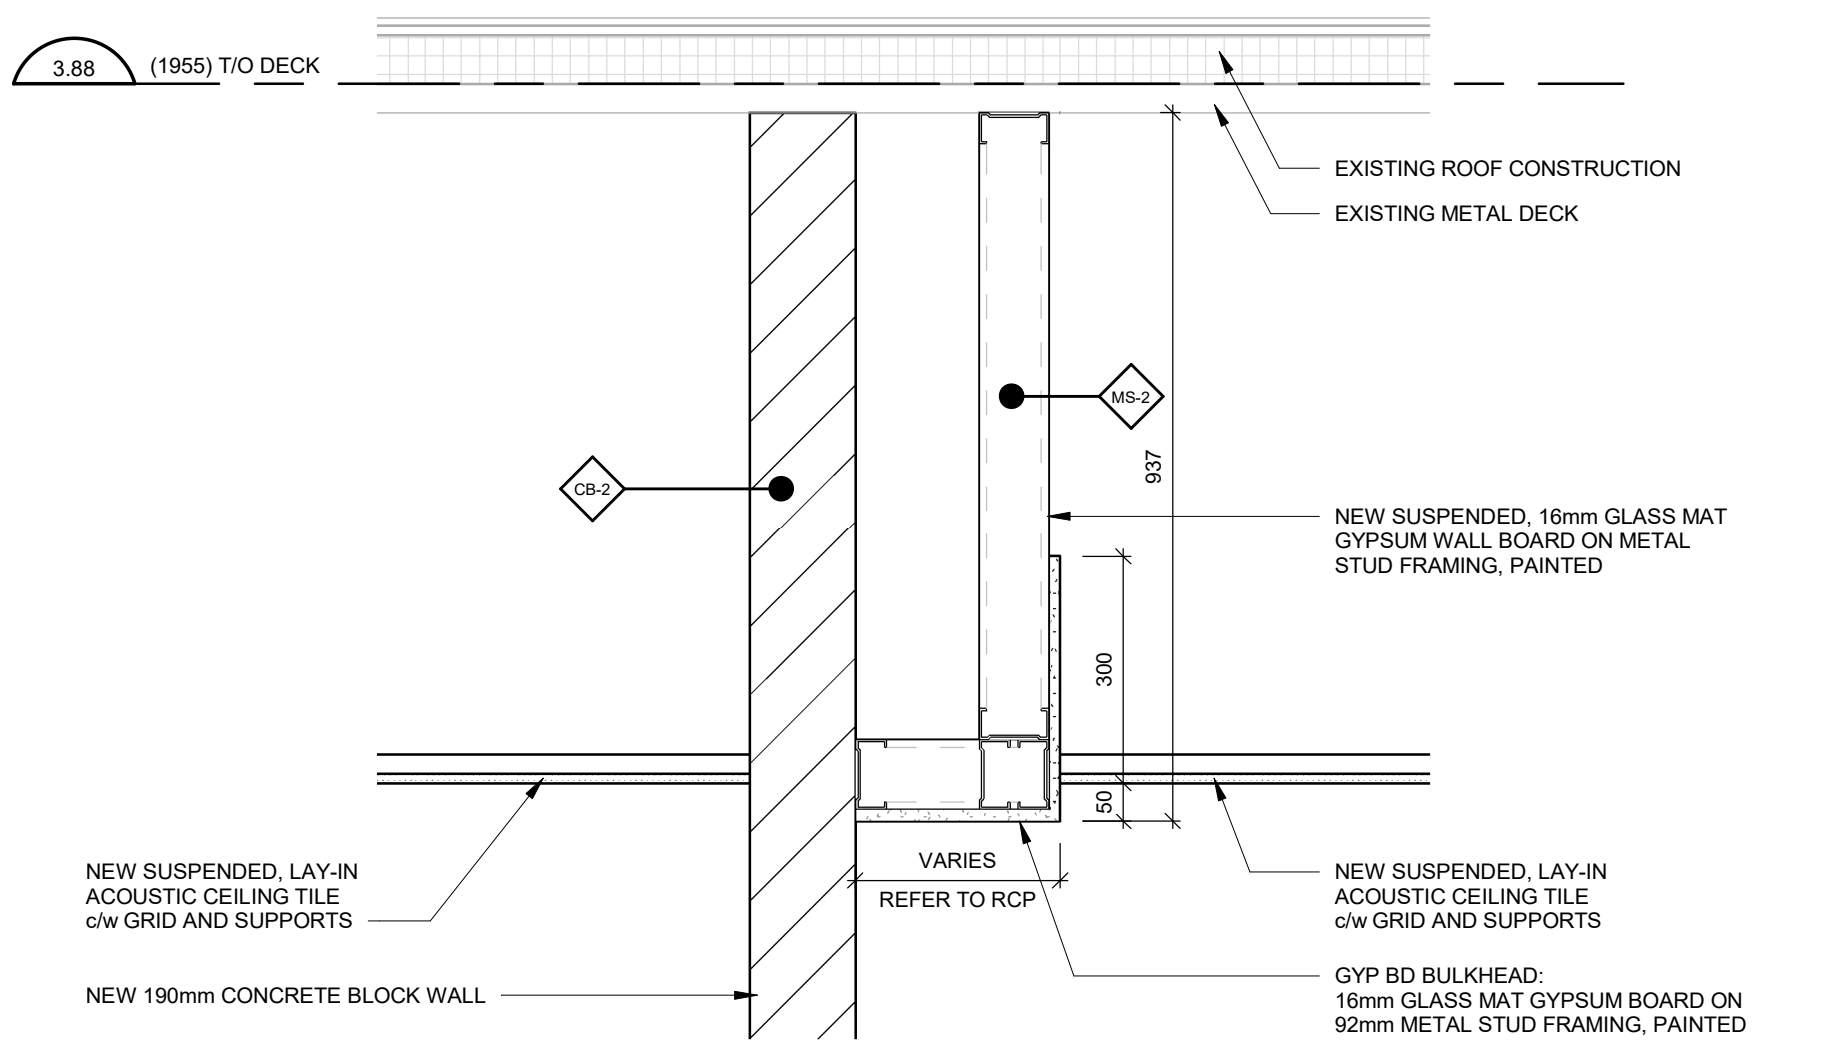 3.88
(1955) T/O DECK
EXISTING ROOF CONSTRUCTION
EXISTING METAL DECK
MS-2
937
CB-2
NEW SUSPENDED, 16mm GLASS MAT
GYPSUM WALL BOARD ON METAL
STUD FRAMING, PAINTED
300
50
VARIES
REFER TO RCP
NEW SUSPENDED, LAY-IN
ACOUSTIC CEILING TILE
c/w GRID AND SUPPORTS
NEW SUSPENDED, LAY-IN
ACOUSTIC CEILING TILE
c/w GRID AND SUPPORTS
NEW 190mm CONCRETE BLOCK WALL
GYP BD BULKHEAD:
16mm GLASS MAT GYPSUM BOARD ON
92mm METAL STUD FRAMING, PAINTED